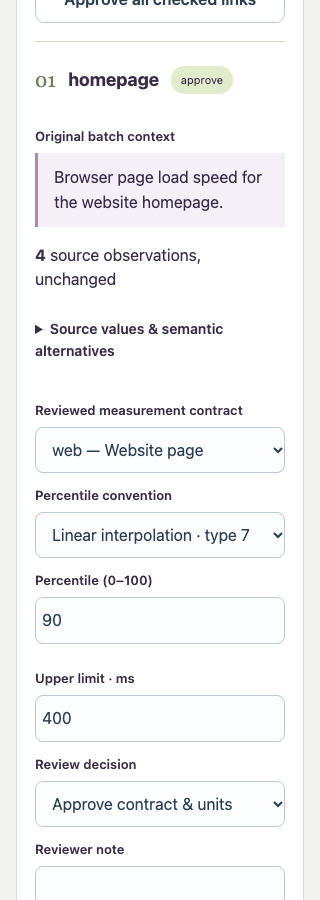 Approve all checked links
01 homepage approve
Original batch context
Browser page load speed for
the website homepage.
4 source observations,
unchanged
▶ Source values & semantic
alternatives
Reviewed measurement contract
web — Website page
Percentile convention
Linear interpolation · type 7
Percentile (0–100)
90
Upper limit · ms
400
Review decision
Approve contract & units
Reviewer note